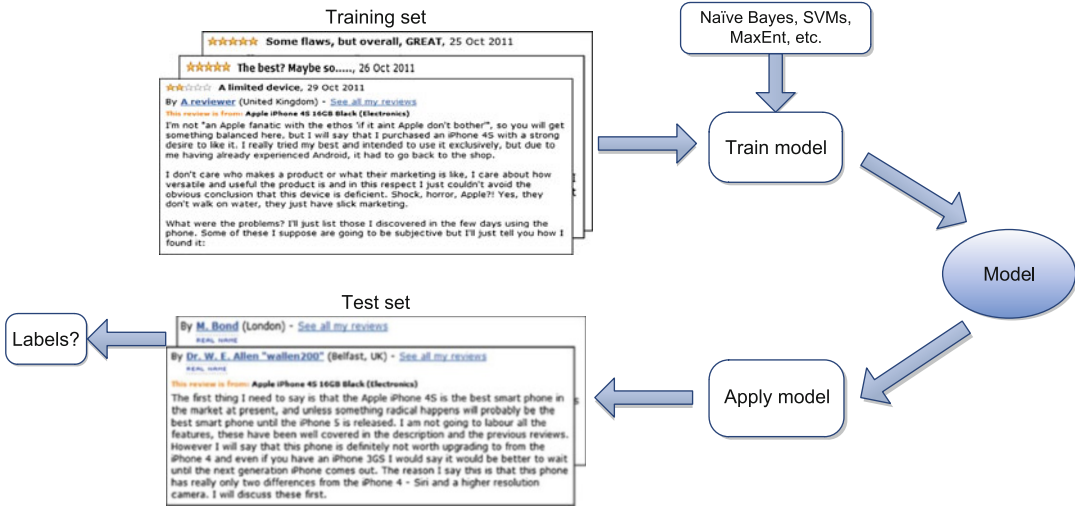 Training set
Naïve Bayes, SVMs,
MaxEnt, etc.
Some flaws, but overall, GREAT, 25 Oct 2011
The best? Maybe so....., 26 Oct 2011
A limited device, 29 Oct 2011
By A reviewer (United Kingdom) - See all my reviews
This review is from: Apple iPhone 4S 16GB Black (Electronics)
I'm not "an Apple fanatic with the ethos 'if it aint Apple don't bother'", so you will get
something balanced here, but I will say that I purchased an iPhone 4S with a strong
desire to like it. I really tried my best and intended to use it exclusively, but due to
me having already experienced Android, it had to go back to the shop.
I don't care who makes a product or what their marketing is like, I care about how
versatile and useful the product is and in this respect I just couldn't avoid the
obvious conclusion that this device is deficient. Shock, horror, Apple?! Yes, they
don't walk on water, they just have slick marketing.
What were the problems? I'll just list those I discovered in the few days using the
phone. Some of these I suppose are going to be subjective but I'll just tell you how I
found it:
Train model
Model
Test set
Labels?
By M. Bond (London) - See all my reviews
REAL NAME
By Dr. W. E. Allen "wallen200" (Belfast, UK) - See all my reviews
REAL NAME
This review is from: Apple iPhone 4S 16GB Black (Electronics)
The first thing I need to say is that the Apple iPhone 4S is the best smart phone in
the market at present, and unless something radical happens will probably be the
best smart phone until the iPhone 5 is released. I am not going to labour all the
features, these have been well covered in the description and the previous reviews.
However I will say that this phone is definitely not worth upgrading to from the
iPhone 4 and even if you have an iPhone 3GS I would say it would be better to wait
until the next generation iPhone comes out. The reason I say this is that this phone
has really only two differences from the iPhone 4 - Siri and a higher resolution
camera. I will discuss these first.
Apply model